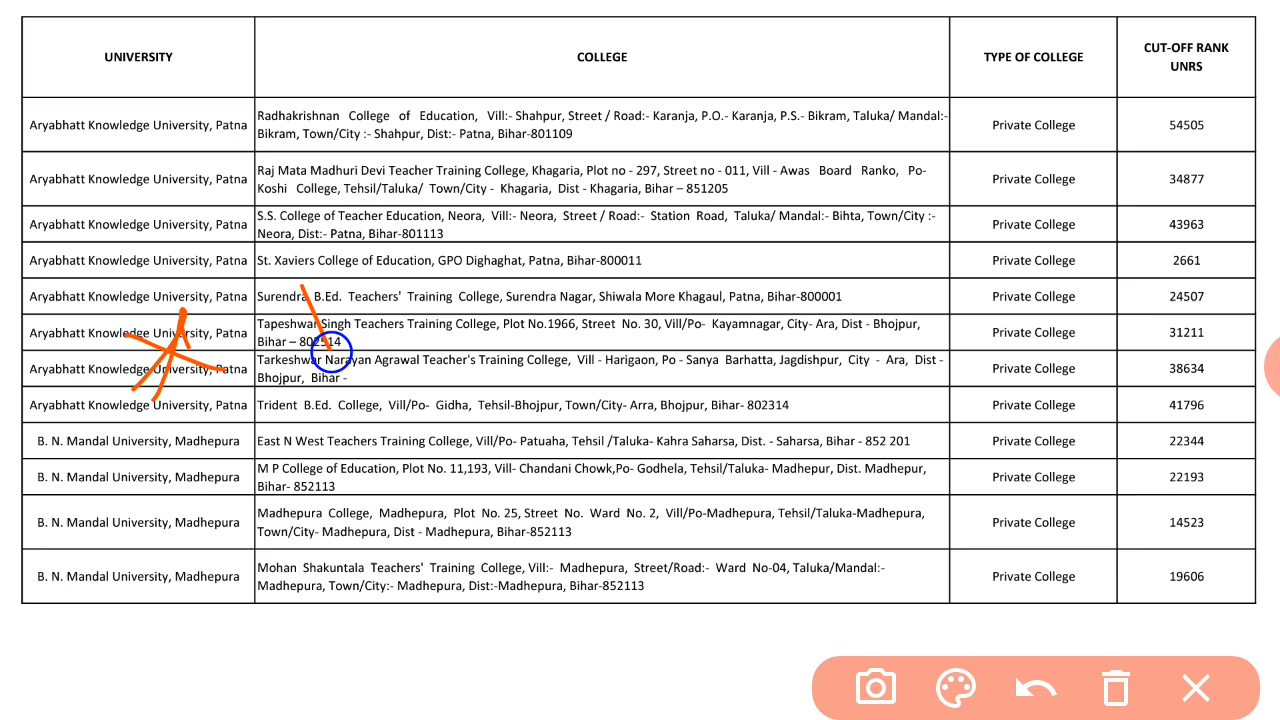 UNIVERSITY
COLLEGE
TYPE OF COLLEGE
CUT-OFF RANK
UNRS
Aryabhatt Knowledge University, Patna
Radhakrishnan College of Education, Vill:- Shahpur, Street / Road:- Karanja, P.O.- Karanja, P.S.- Bikram, Taluka/ Mandal:-
Bikram, Town/City :- Shahpur, Dist:- Patna, Bihar-801109
Private College
54505
Aryabhatt Knowledge University, Patna
Raj Mata Madhuri Devi Teacher Training College, Khagaria, Plot no - 297, Street no - 011, Vill - Awas Board Ranko, Po-
Koshi College, Tehsil/Taluka/ Town/City - Khagaria, Dist - Khagaria, Bihar – 851205
Private College
34877
Aryabhatt Knowledge University, Patna
S.S. College of Teacher Education, Neora, Vill:- Neora, Street / Road:- Station Road, Taluka/ Mandal:- Bihta, Town/City :-
Neora, Dist:- Patna, Bihar-801113
Private College
43963
Aryabhatt Knowledge University, Patna
St. Xaviers College of Education, GPO Dighaghat, Patna, Bihar-800011
Private College
2661
Aryabhatt Knowledge University, Patna
Surendra B.Ed. Teachers' Training College, Surendra Nagar, Shiwala More Khagaul, Patna, Bihar-800001
Private College
24507
Aryabhatt Knowledge University, Patna
Tapeshwar Singh Teachers Training College, Plot No.1966, Street No. 30, Vill/Po- Kayamnagar, City- Ara, Dist - Bhojpur,
Bihar – 802314
Private College
31211
Aryabhatt Knowledge University, Patna
Tarkeshwar Narayan Agrawal Teacher's Training College, Vill - Harigaon, Po - Sanya Barhatta, Jagdishpur, City - Ara, Dist -
Bhojpur, Bihar -
Private College
38634
Aryabhatt Knowledge University, Patna
Trident B.Ed. College, Vill/Po- Gidha, Tehsil-Bhojpur, Town/City- Arra, Bhojpur, Bihar- 802314
Private College
41796
B. N. Mandal University, Madhepura
East N West Teachers Training College, Vill/Po- Patuaha, Tehsil /Taluka- Kahra Saharsa, Dist. - Saharsa, Bihar - 852 201
Private College
22344
B. N. Mandal University, Madhepura
M P College of Education, Plot No. 11,193, Vill- Chandani Chowk,Po- Godhela, Tehsil/Taluka- Madhepur, Dist. Madhepur,
Bihar- 852113
Private College
22193
B. N. Mandal University, Madhepura
Madhepura College, Madhepura, Plot No. 25, Street No. Ward No. 2, Vill/Po-Madhepura, Tehsil/Taluka-Madhepura,
Town/City- Madhepura, Dist - Madhepura, Bihar-852113
Private College
14523
B. N. Mandal University, Madhepura
Mohan Shakuntala Teachers' Training College, Vill:- Madhepura, Street/Road:- Ward No-04, Taluka/Mandal:-
Madhepura, Town/City:- Madhepura, Dist:-Madhepura, Bihar-852113
Private College
19606